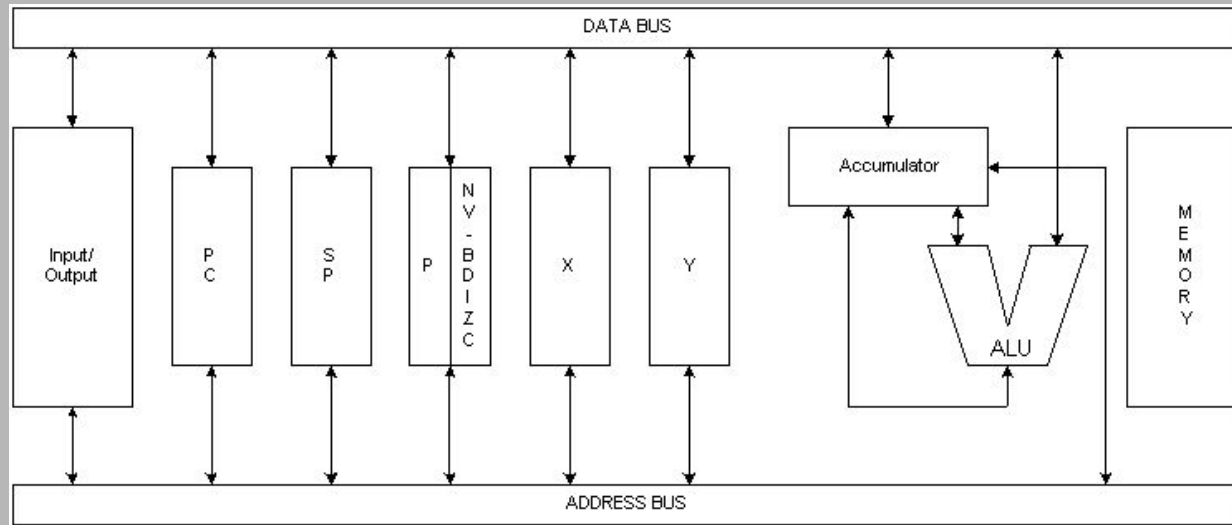 DATA BUS
Input/
Output
P
C
S
P
P
N
V
-
B
D
I
Z
C
X
Y
Accumulator
ALU
M
E
M
O
R
Y
ADDRESS BUS